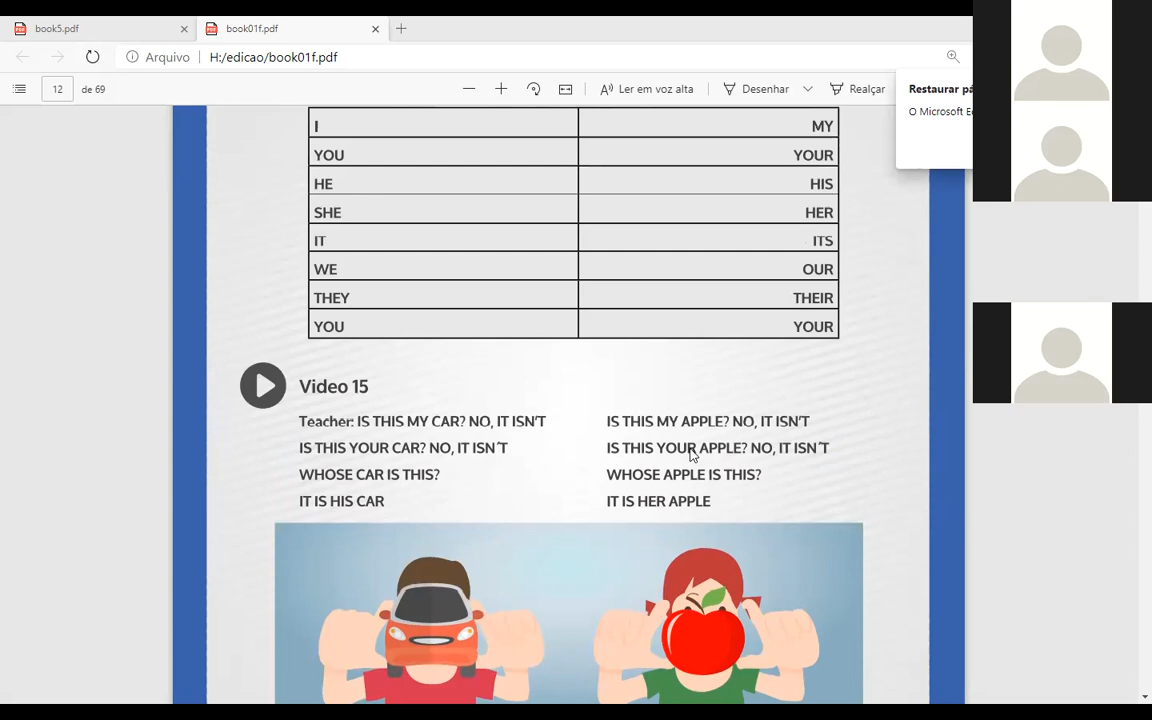 book5.pdf
book01f.pdf
Arquivo
H:/edicao/book01f.pdf
12 de 69
Ler em voz alta
Desenhar
Realçar
Restaurar pá
O Microsoft E
I MY
YOU YOUR
HE HIS
SHE HER
IT ITS
WE OUR
THEY THEIR
YOU YOUR
Video 15
Teacher: IS THIS MY CAR? NO, IT ISN'T
IS THIS YOUR CAR? NO, IT ISN´T
WHOSE CAR IS THIS?
IT IS HIS CAR
IS THIS MY APPLE? NO, IT ISN'T
IS THIS YOUR APPLE? NO, IT ISN´T
WHOSE APPLE IS THIS?
IT IS HER APPLE